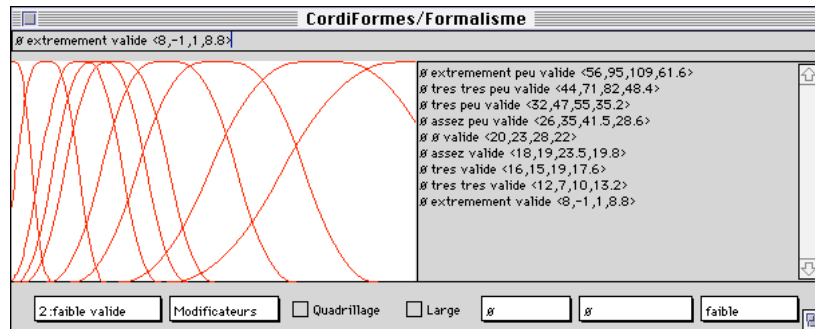 CordiFormes/Formalisme
ø extremement valide <8,-1,1,8.8>
ø extremement peu valide <56,95,109,61.6>
ø tres tres peu valide <44,71,82,48.4>
ø tres peu valide <32,47,55,35.2>
ø assez peu valide <26,35,41.5,28.6>
ø ø valide <20,23,28,22>
ø assez valide <18,19,23.5,19.8>
ø tres valide <16,15,19,17.6>
ø tres tres valide <12,7,10,13.2>
ø extremement valide <8,-1,1,8.8>
2:faible valide Modificateurs Quadrillage Large ø ø faible